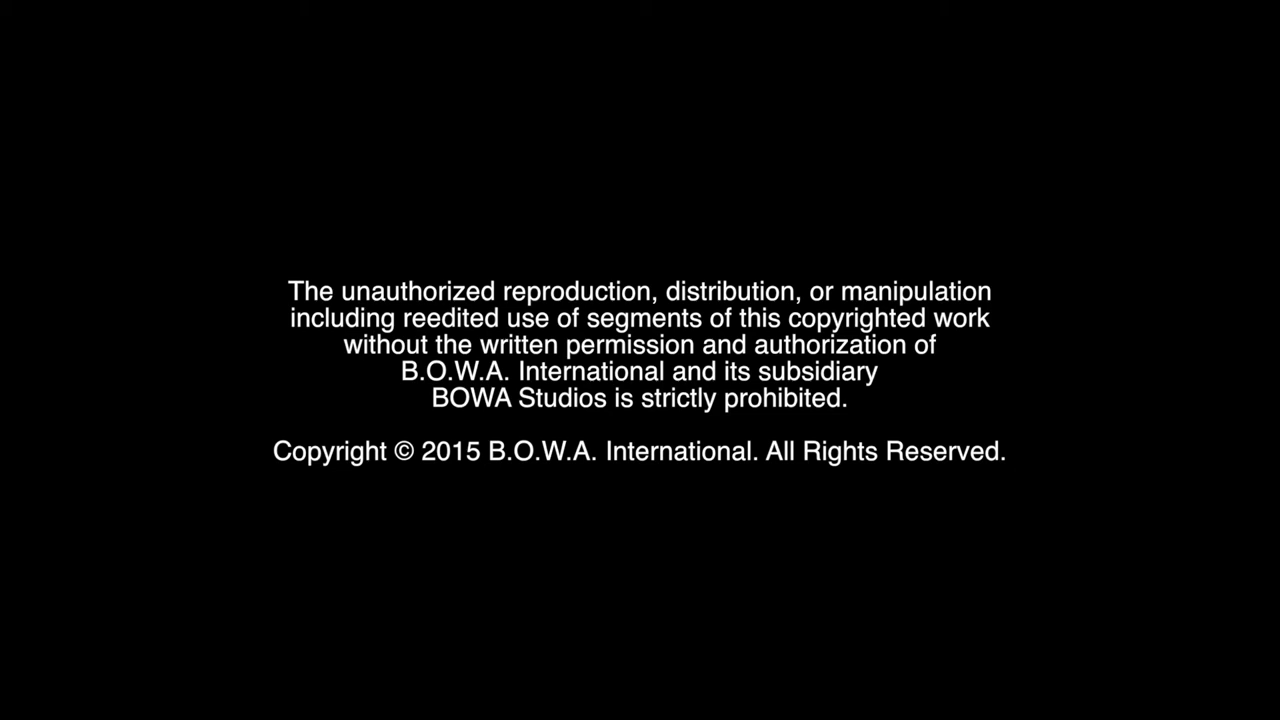 The unauthorized reproduction, distribution, or manipulation
including reedited use of segments of this copyrighted work
without the written permission and authorization of
B.O.W.A. International and its subsidiary
BOWA Studios is strictly prohibited.
Copyright © 2015 B.O.W.A. International. All Rights Reserved.